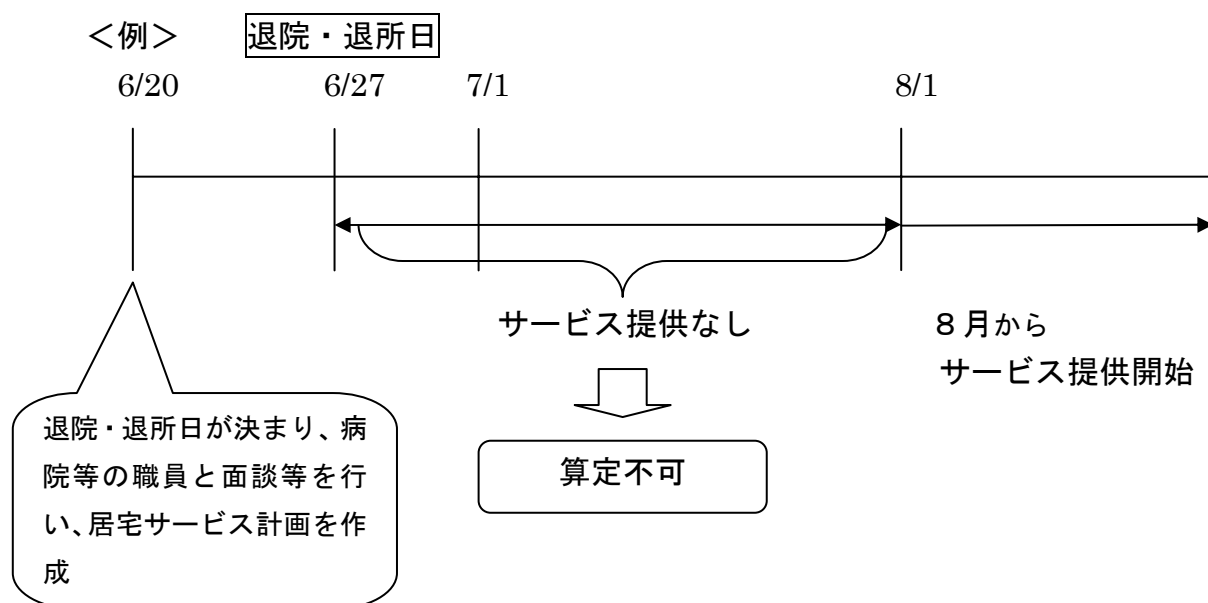 ＜例＞ 退院・退所日
6/20 6/27 7/1 8/1
サービス提供なし
８月から
サービス提供開始
退院・退所日が決まり、病
院等の職員と面談等を行
い、居宅サービス計画を作
成
算定不可